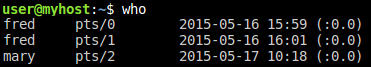 user@myhost:~$ who
fred     pts/0        2015-05-16 15:59 (:0.0)
fred     pts/1        2015-05-16 16:01 (:0.0)
mary     pts/2        2015-05-17 10:18 (:0.0)